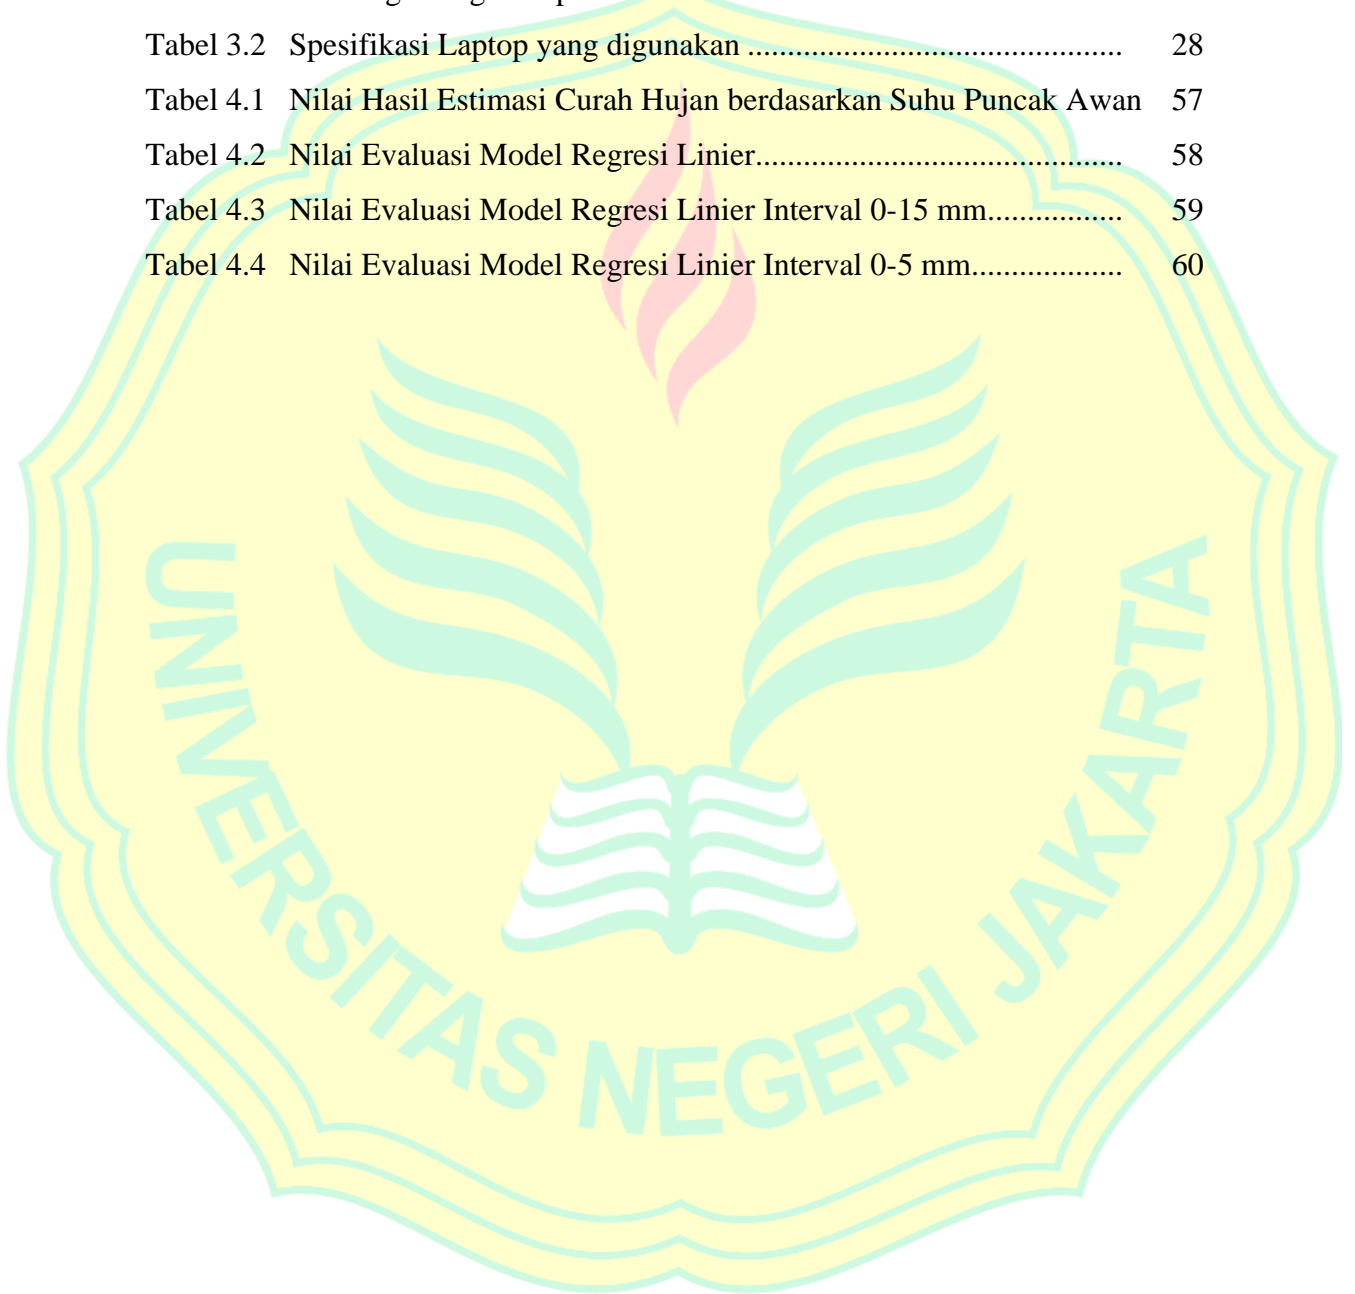 Tabel 3.2 Spesifikasi Laptop yang digunakan ............................................... 28
Tabel 4.1 Nilai Hasil Estimasi Curah Hujan berdasarkan Suhu Puncak Awan 57
Tabel 4.2 Nilai Evaluasi Model Regresi Linier.............................................. 58
Tabel 4.3 Nilai Evaluasi Model Regresi Linier Interval 0-15 mm................. 59
Tabel 4.4 Nilai Evaluasi Model Regresi Linier Interval 0-5 mm................... 60
UNIVERSITAS NEGERI JAKARTA